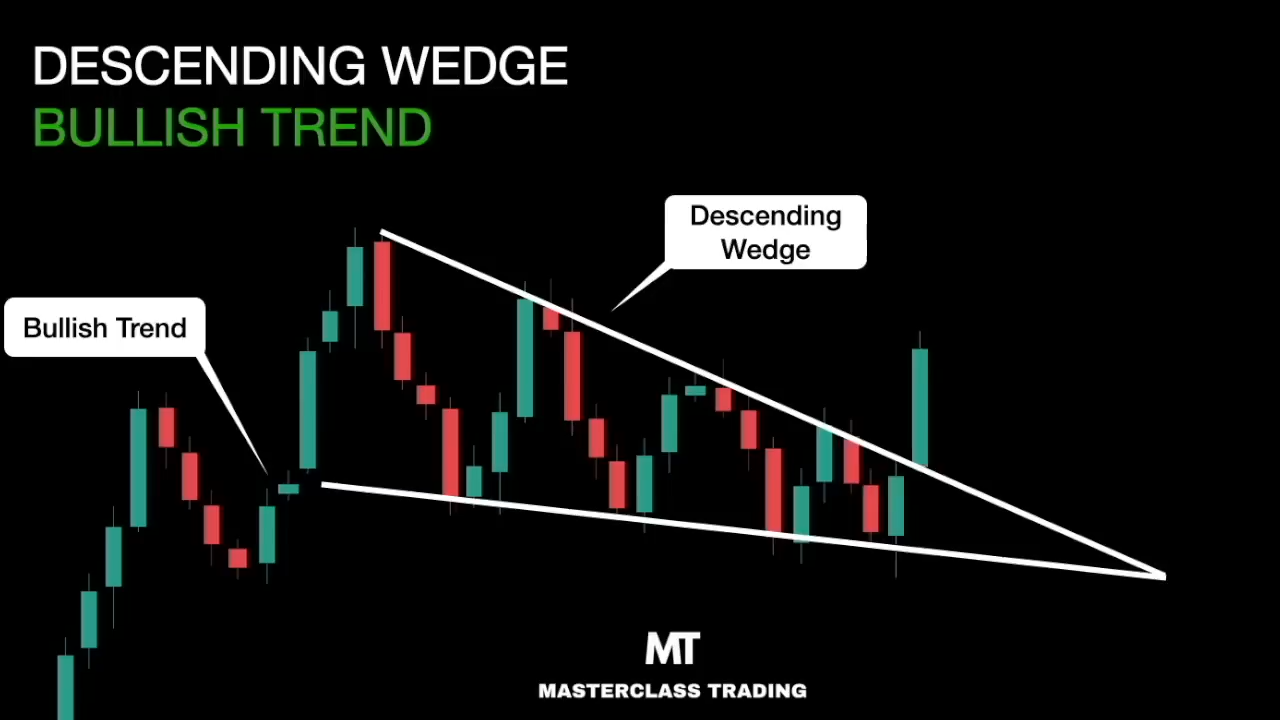 DESCENDING WEDGE
BULLISH TREND
Descending
Wedge
Bullish Trend
MT
MASTERCLASS TRADING